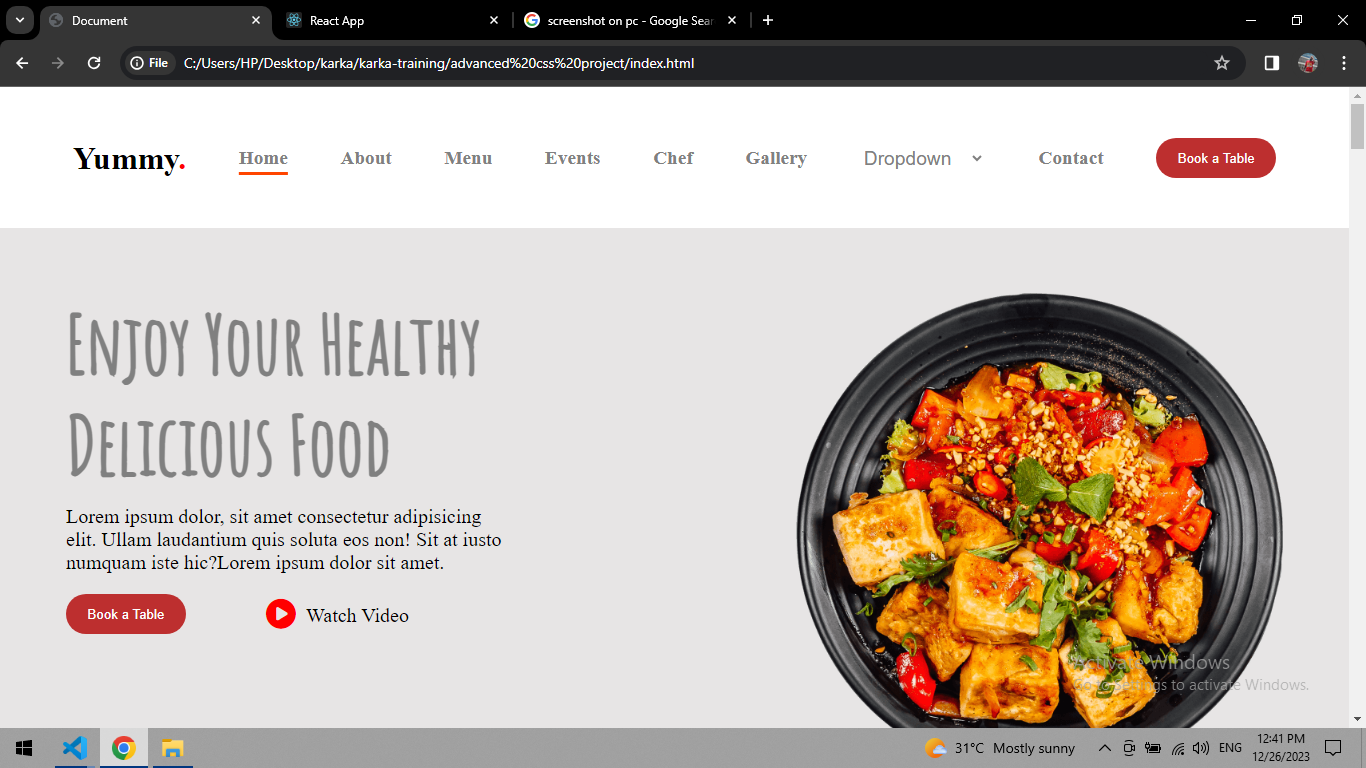 Document
React App
screenshot on pc - Google Sear
File
C:/Users/HP/Desktop/karka/karka-training/advanced%20css%20project/index.html
Yummy.
Home
About
Menu
Events
Chef
Gallery
Dropdown
Contact
Book a Table
Enjoy Your Healthy
Delicious Food
Lorem ipsum dolor, sit amet consectetur adipisicing
elit. Ullam laudantium quis soluta eos non! Sit at iusto
numquam iste hic?Lorem ipsum dolor sit amet.
Book a Table
Watch Video
Activate Windows
Go to Settings to activate Windows.
31°C Mostly sunny
ENG
12:41 PM
12/26/2023